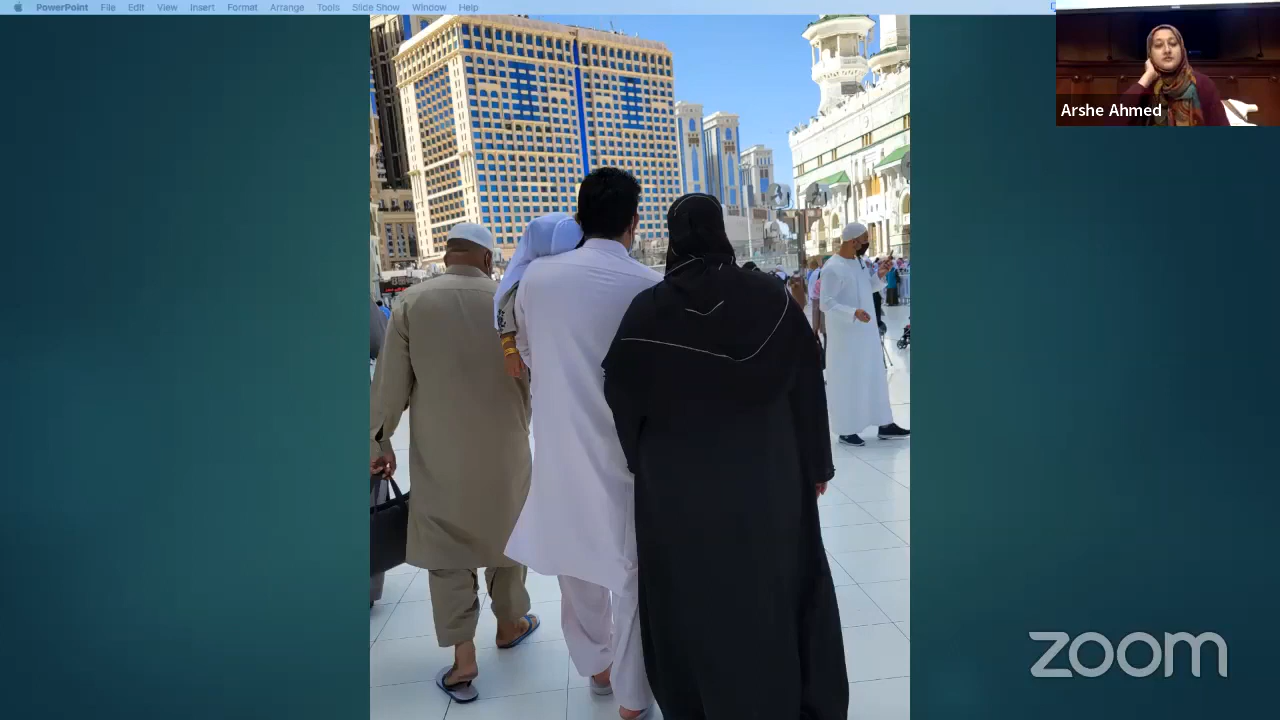 PowerPoint File Edit View Insert Format Arrange Tools Slide Show Window Help
Arshe Ahmed
zoom